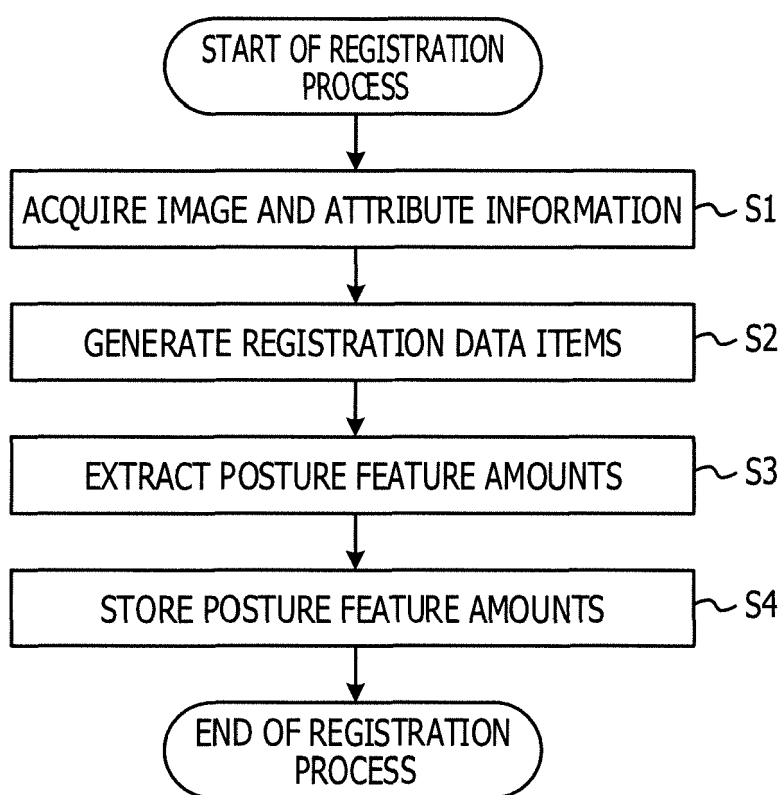 START OF REGISTRATION
PROCESS
ACQUIRE IMAGE AND ATTRIBUTE INFORMATION
S1
GENERATE REGISTRATION DATA ITEMS
S2
EXTRACT POSTURE FEATURE AMOUNTS
S3
STORE POSTURE FEATURE AMOUNTS
S4
END OF REGISTRATION
PROCESS